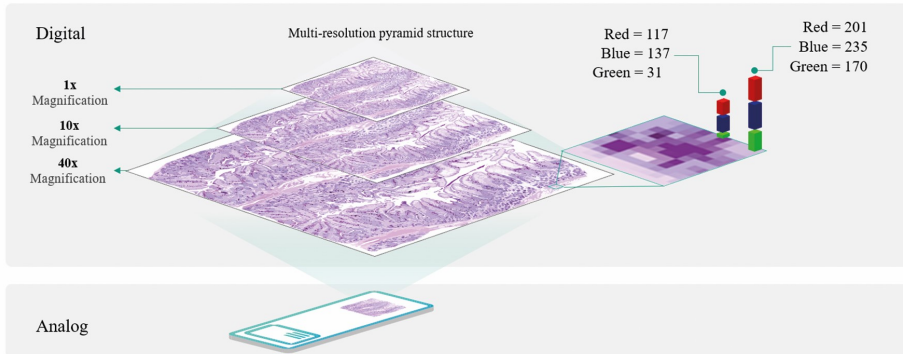 Digital
Multi-resolution pyramid structure
1x
Magnification
10x
Magnification
40x
Magnification
Red = 117
Blue = 137
Green = 31
Red = 201
Blue = 235
Green = 170
Analog